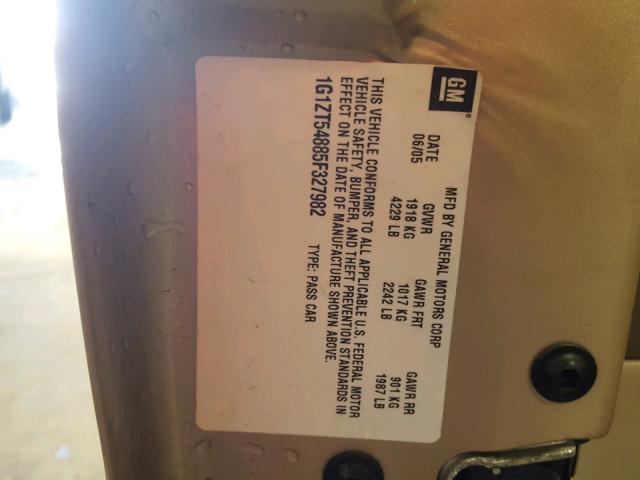 GM
MFD BY GENERAL MOTORS CORP
DATE GVWR GAWR FRT GAWR RR
06/05 1918 KG 1017 KG 901 KG
4229 LB 2242 LB 1987 LB
THIS VEHICLE CONFORMS TO ALL APPLICABLE U.S. FEDERAL MOTOR
VEHICLE SAFETY, BUMPER, AND THEFT PREVENTION STANDARDS IN
EFFECT ON THE DATE OF MANUFACTURE SHOWN ABOVE.
1G1ZT54885F327982 TYPE: PASS CAR